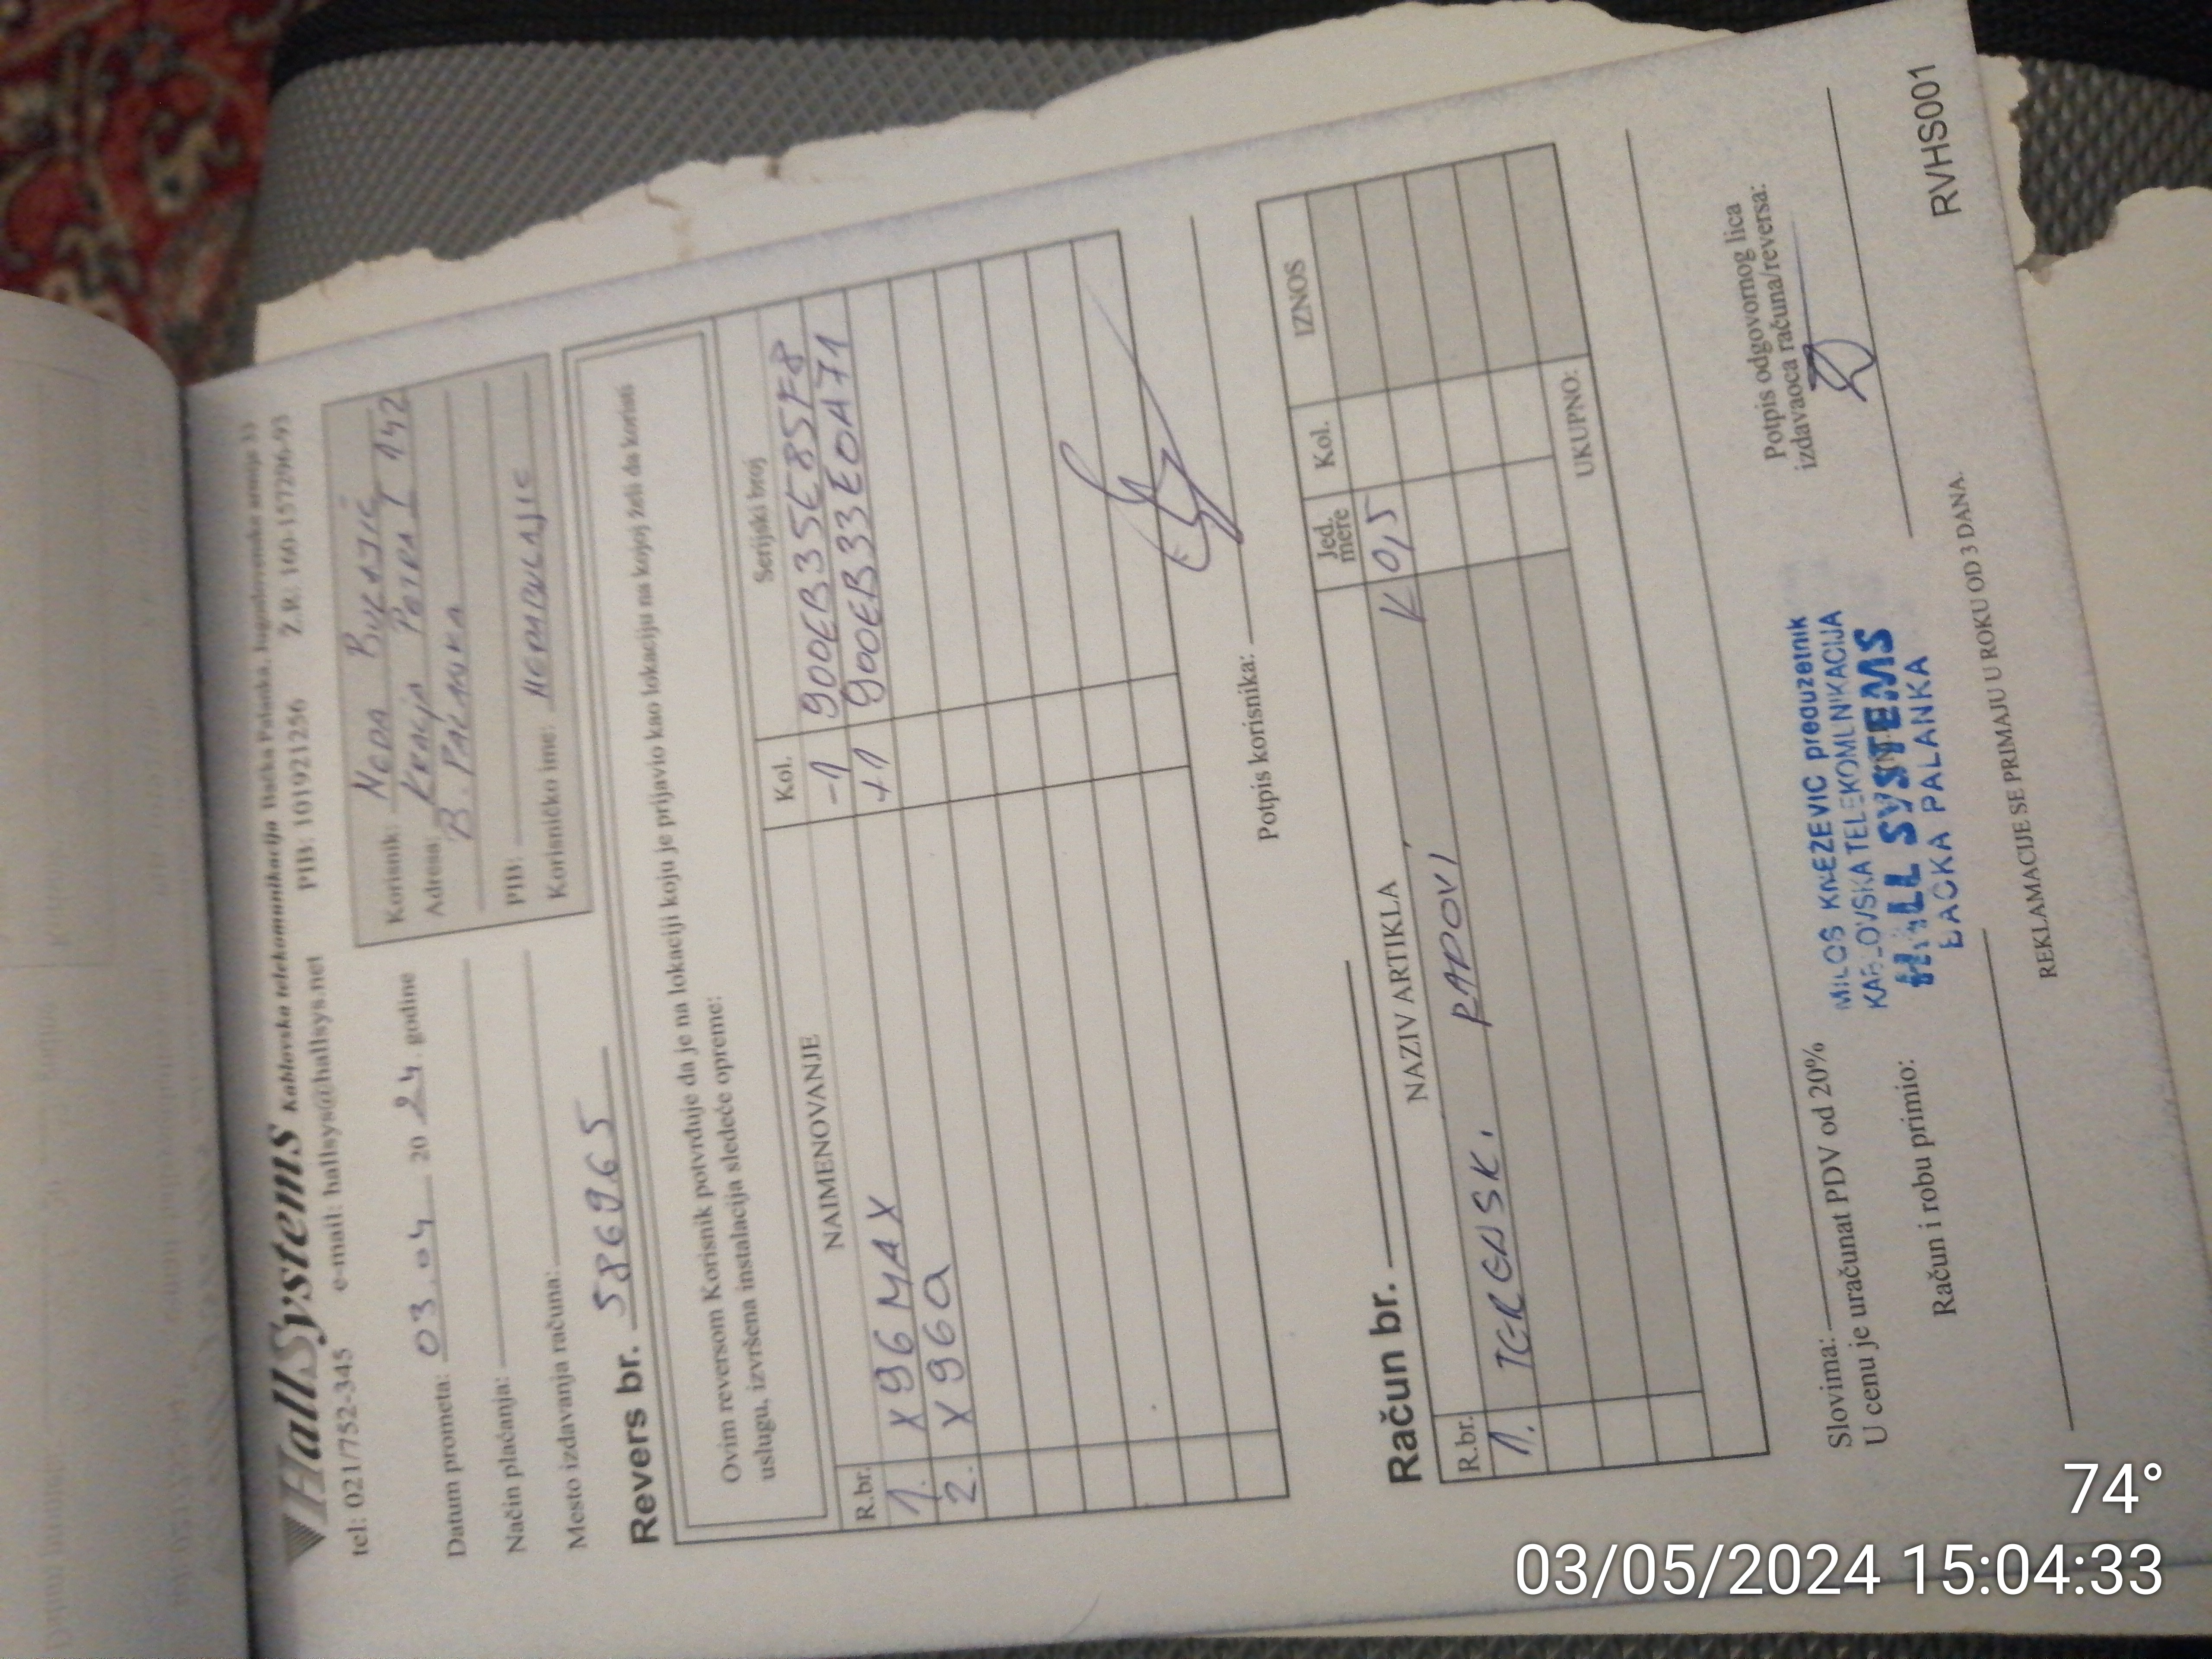 HallSystems Kablovska telekomunikacija Bačka Palanka, Jugoslovenske armije 33
tel: 021/752-345 e-mail: hallsys@hallsys.net PIB: 101921256 Ž.R.: 160-157296-93
Datum prometa: 03.04 20 24. godine
Način plaćanja:
Mesto izdavanja računa:
Korisnik: NEDA
Adresa: KRALJA PETRA I 142
B. PALANKA
PIB:
Korisničko ime:
Revers br. 5869965
Ovim reversom Korisnik potvrđuje da je na lokaciji koju je prijavio kao lokaciju na kojoj želi da koristi
uslugu, izvršena instalacija sledeće opreme:
R.br. NAIMENOVANJE Kol. Serijski broj
1. X96 MAX -1 900EB35E85F8
2. X96Q +1 900EB33E0A71
Potpis korisnika:
Račun br.
R.br. NAZIV ARTIKLA Jed. mere Kol. IZNOS
1. TERENSK. RADOVI K 0,5
UKUPNO:
Slovima:
U cenu je uračunat PDV od 20%
MILOŠ KNEŽEVIĆ preduzetnik
KABLOVSKA TELEKOMUNIKACIJA
HALL SYSTEMS
BAČKA PALANKA
Potpis odgovornog lica
izdavaoca računa/reversa:
Račun i robu primio:
REKLAMACIJE SE PRIMAJU U ROKU OD 3 DANA.
RVHS001
74°
03/05/2024 15:04:33